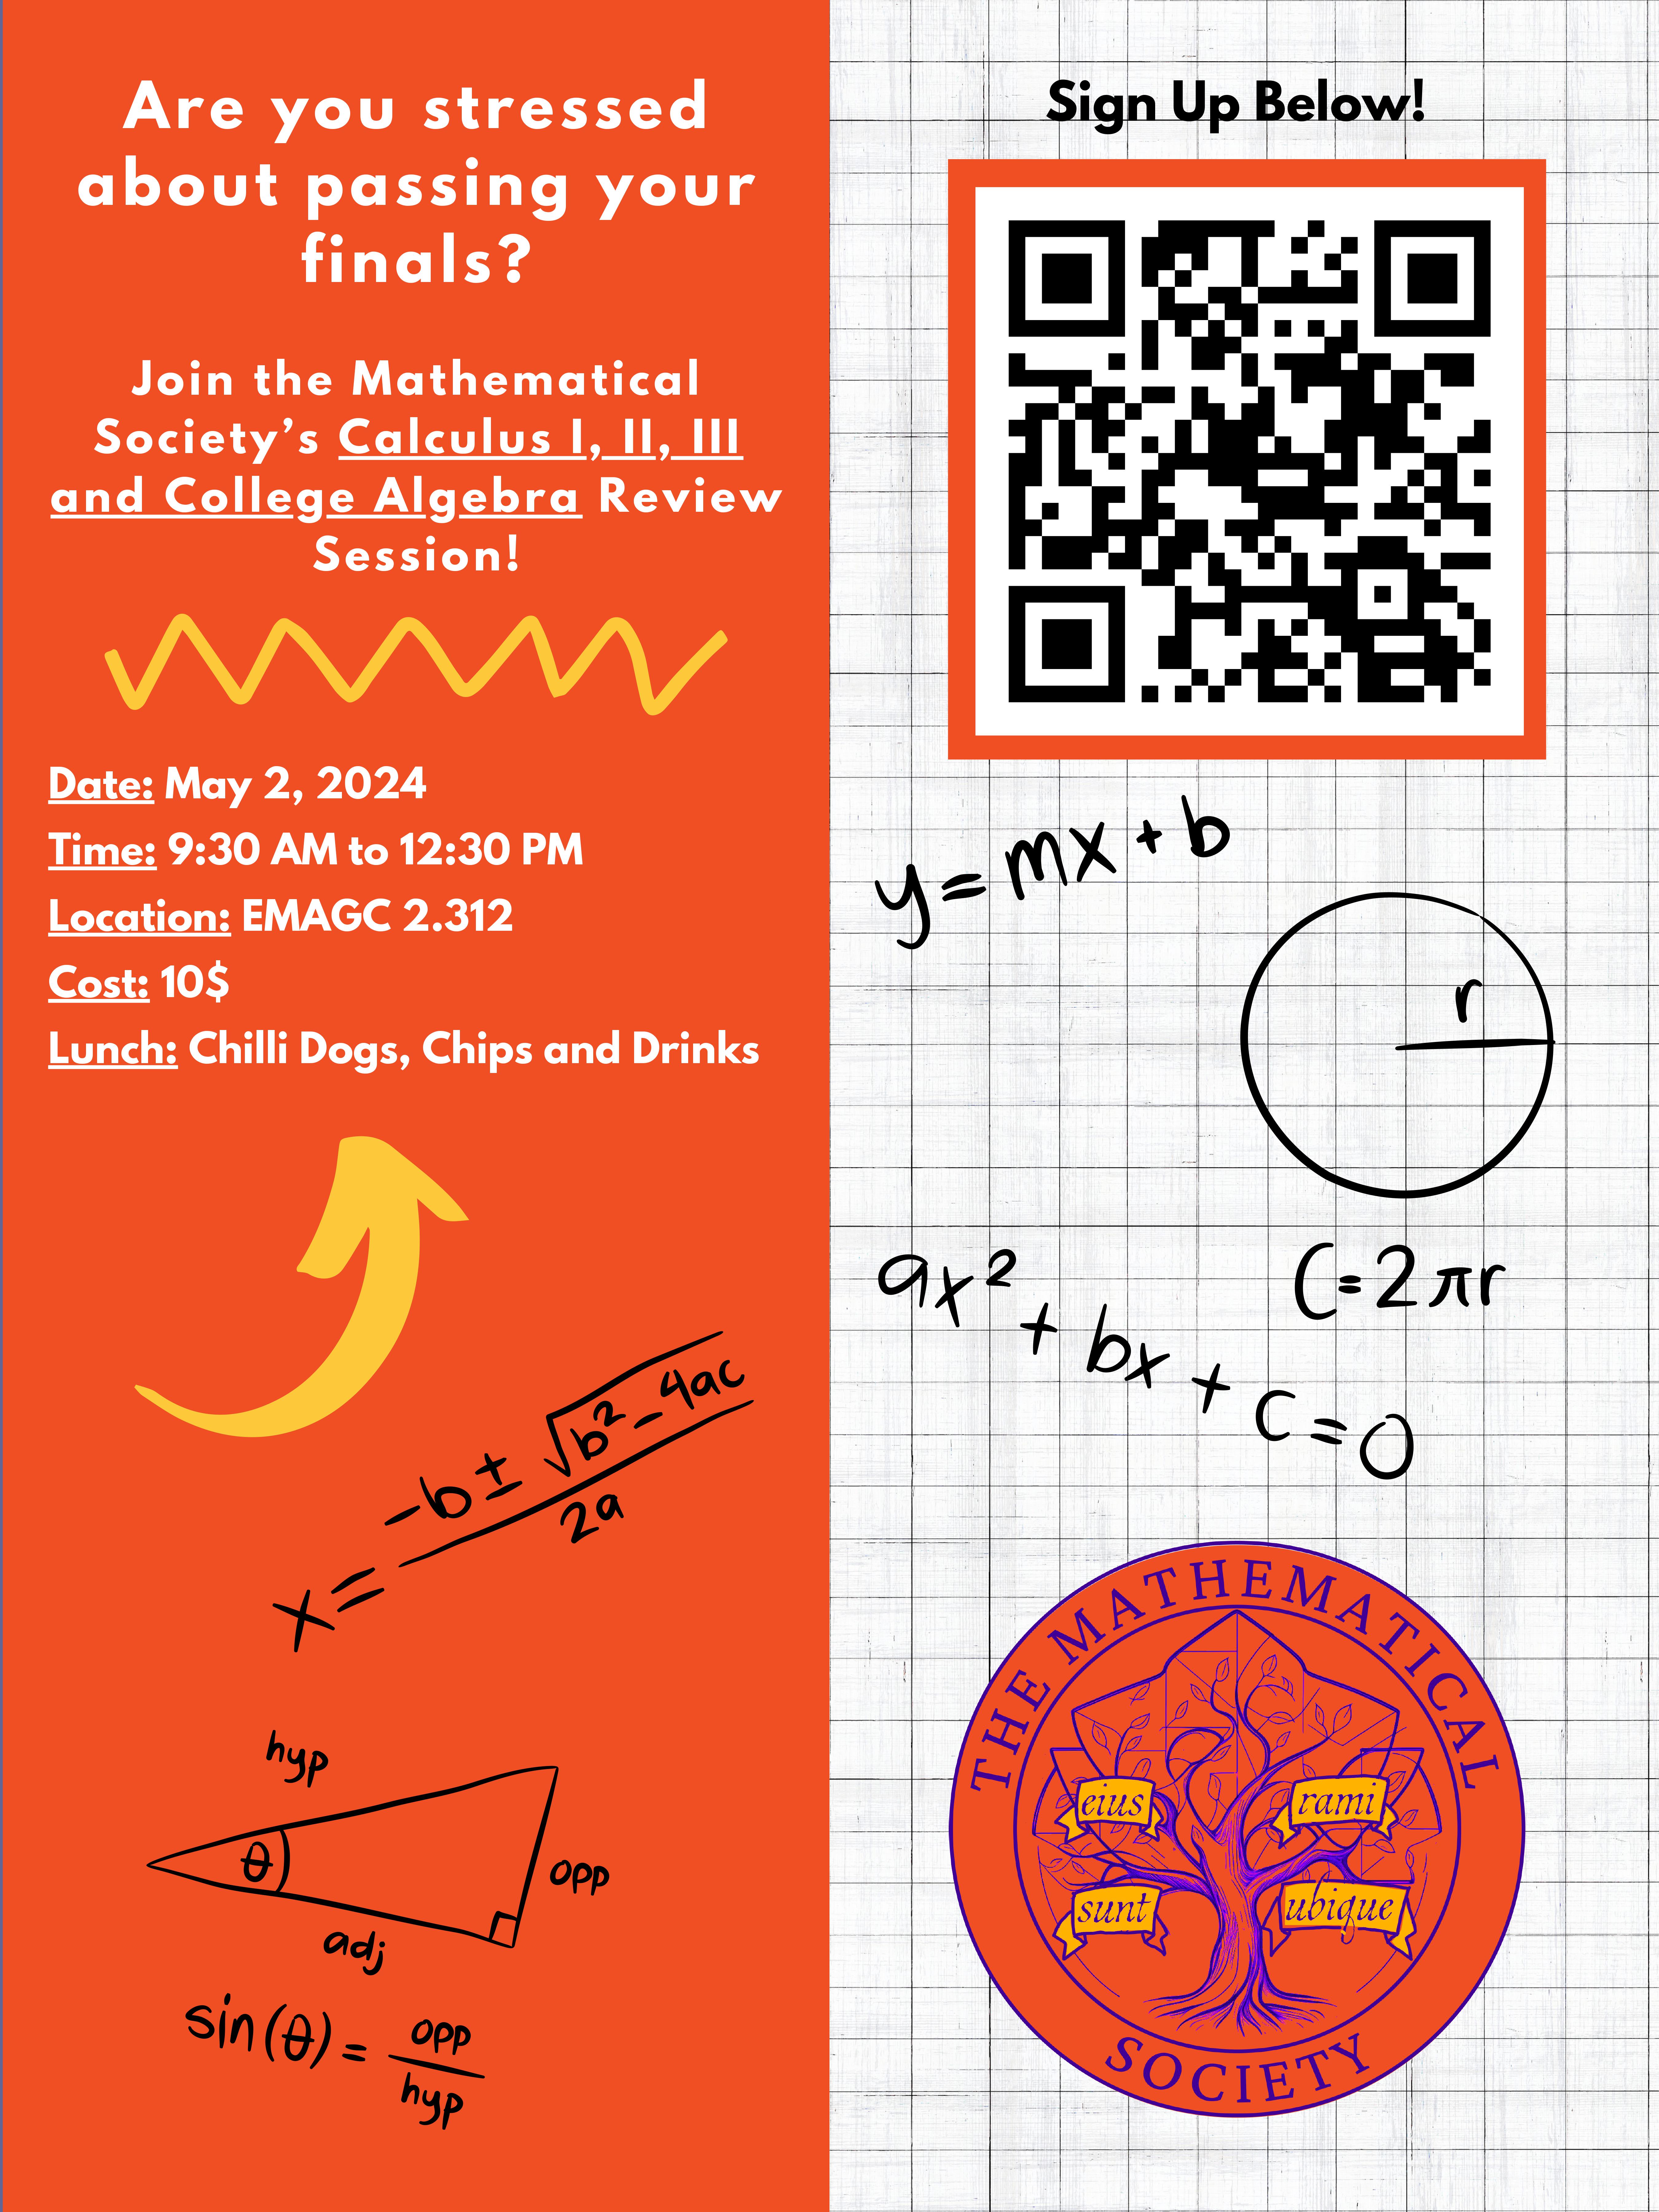 Are you stressed
about passing your
finals?
Join the Mathematical
Society's Calculus I, II, III
and College Algebra Review
Session!
Date: May 2, 2024
Time: 9:30 AM to 12:30 PM
Location: EMAGC 2.312
Cost: 10$
Lunch: Chilli Dogs, Chips and Drinks
x = -b ± √b² - 4ac
2a
hyp
θ
opp
adj
sin(θ) = opp
hyp
Sign Up Below!
y = mx + b
r
C = 2πr
ax² + bx + c = 0
THE MATHEMATICAL
eius
rami
sunt
ubique
SOCIETY